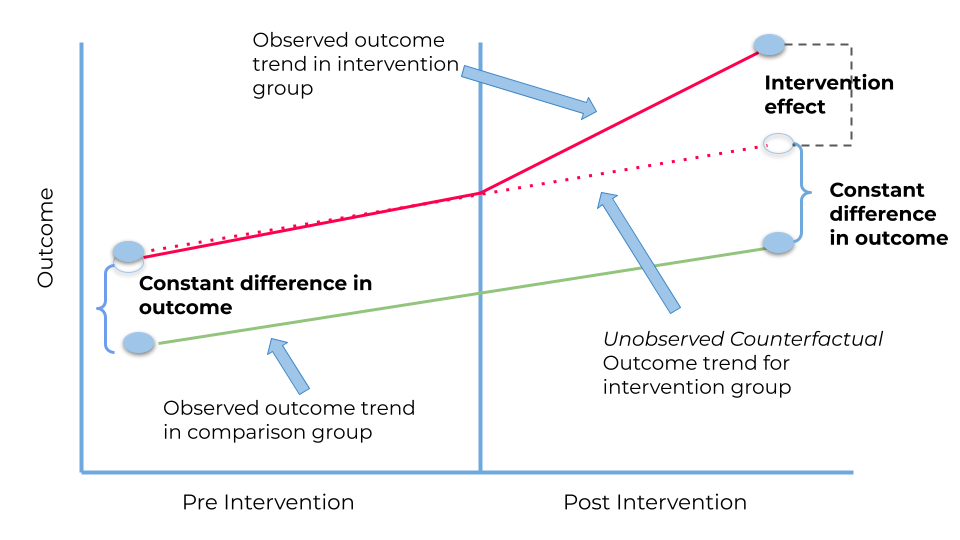 Observed outcome
trend in intervention
group
Intervention
effect
Constant
difference
in outcome
Outcome
Constant difference in
outcome
Unobserved Counterfactual
Outcome trend for
intervention group
Observed outcome trend
in comparison group
Pre Intervention
Post Intervention